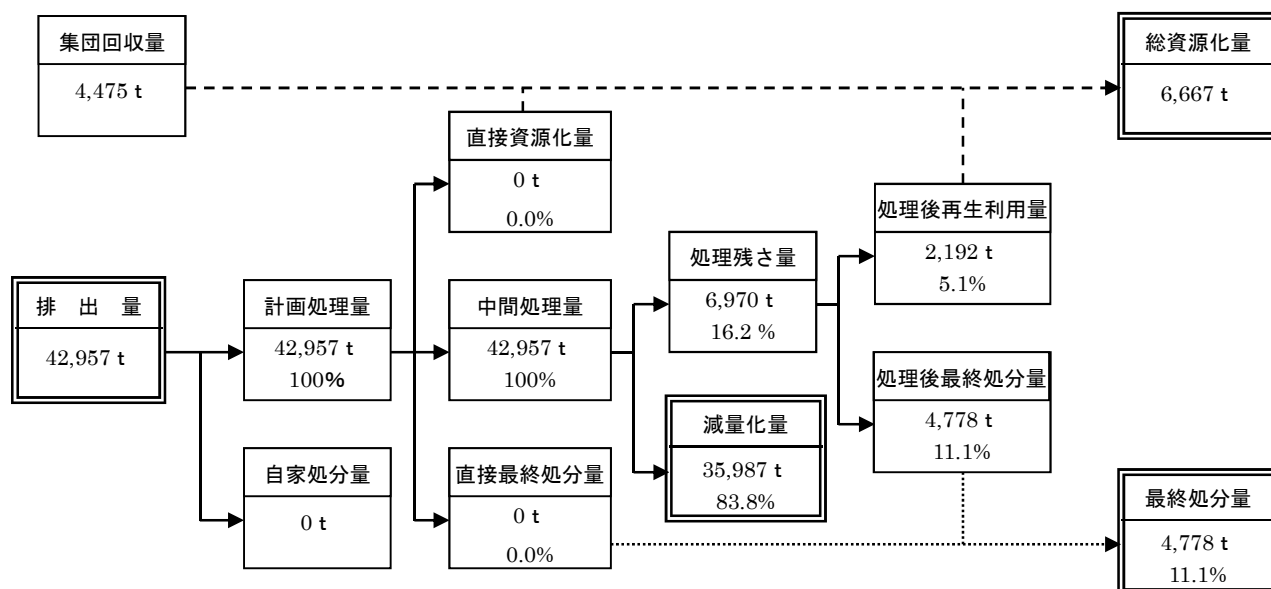 集団回収量
4,475 t
総資源化量
6,667 t
直接資源化量
0 t
0.0%
処理後再生利用量
2,192 t
5.1%
処理残さ量
6,970 t
16.2 %
排 出 量
42,957 t
計画処理量
42,957 t
100%
中間処理量
42,957 t
100%
処理後最終処分量
4,778 t
11.1%
減量化量
35,987 t
83.8%
自家処分量
0 t
直接最終処分量
0 t
0.0%
最終処分量
4,778 t
11.1%